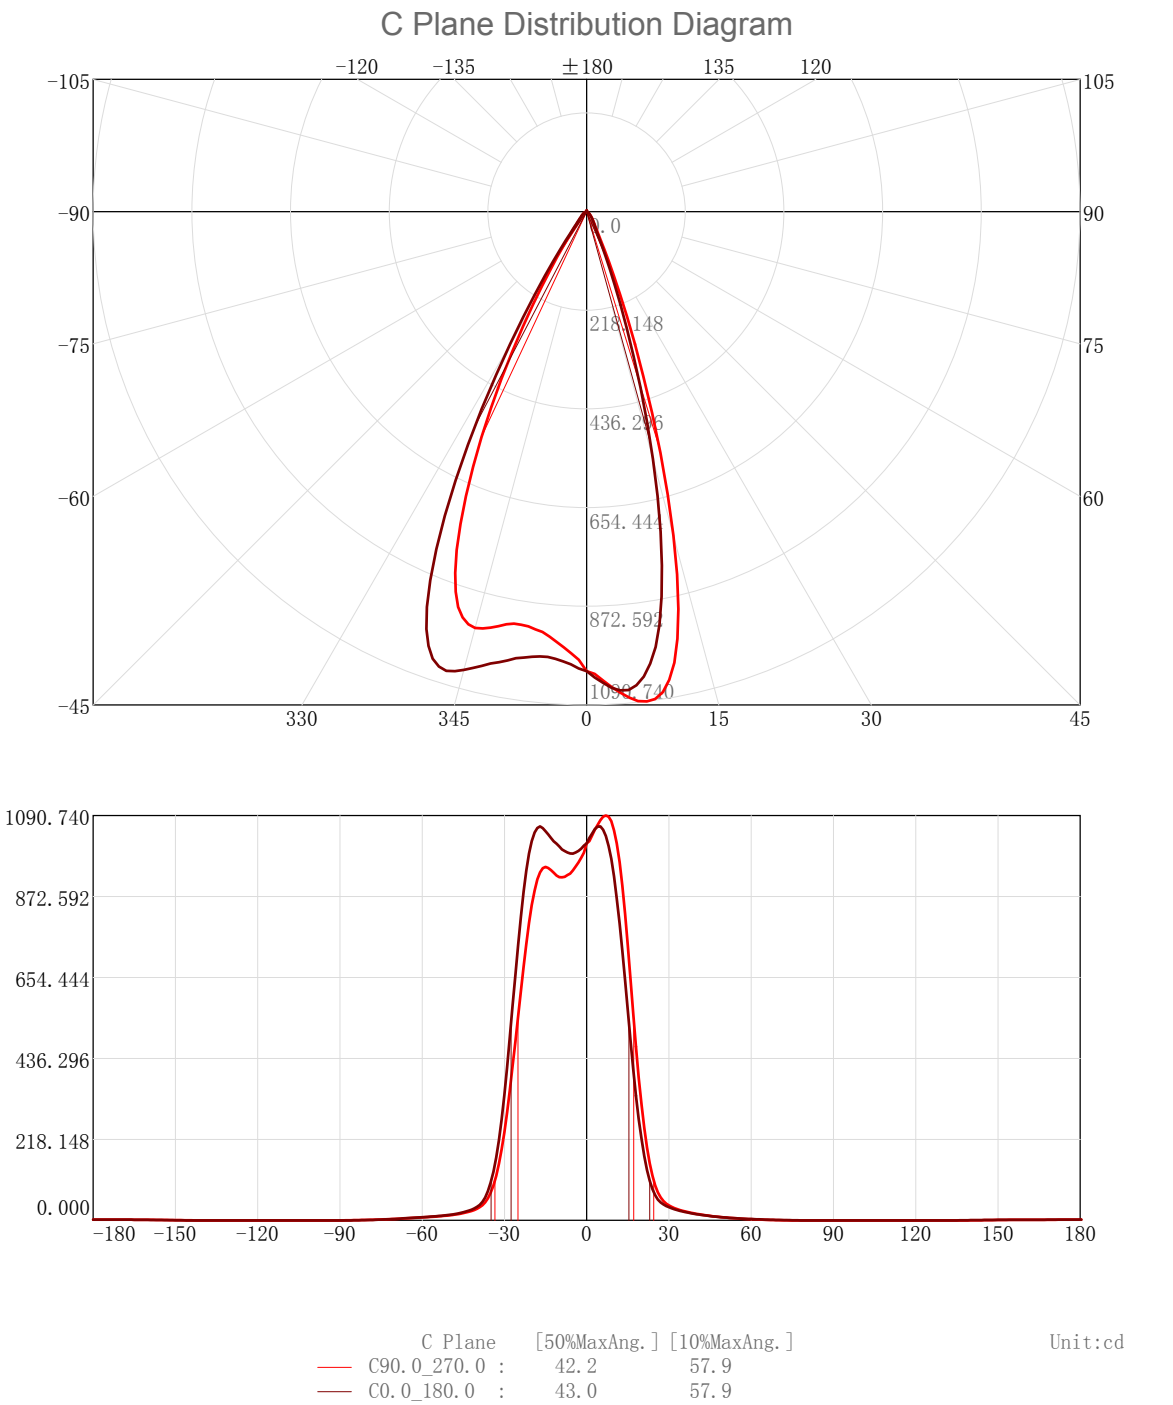 C Plane Distribution Diagram
-120 -135 ±180 135 120
-105 105
-90 90
0.0
218.148
-75 75
436.296
-60 60
654.444
872.592
1090.740
-45
330 345 0 15 30 45
1090.740
872.592
654.444
436.296
218.148
0.000
-180 -150 -120 -90 -60 -30 0 30 60 90 120 150 180
C Plane [50%MaxAng.] [10%MaxAng.] Unit:cd
C90.0_270.0 : 42.2 57.9
C0.0_180.0 : 43.0 57.9